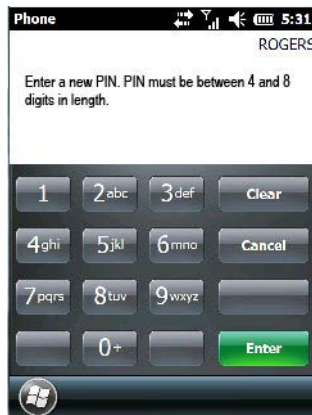 Phone 5:31
ROGERS
Enter a new PIN. PIN must be between 4 and 8
digits in length.
1 2abc 3def Clear
4ghi 5jkl 6mno Cancel
7pqrs 8tuv 9wxyz
0+ Enter